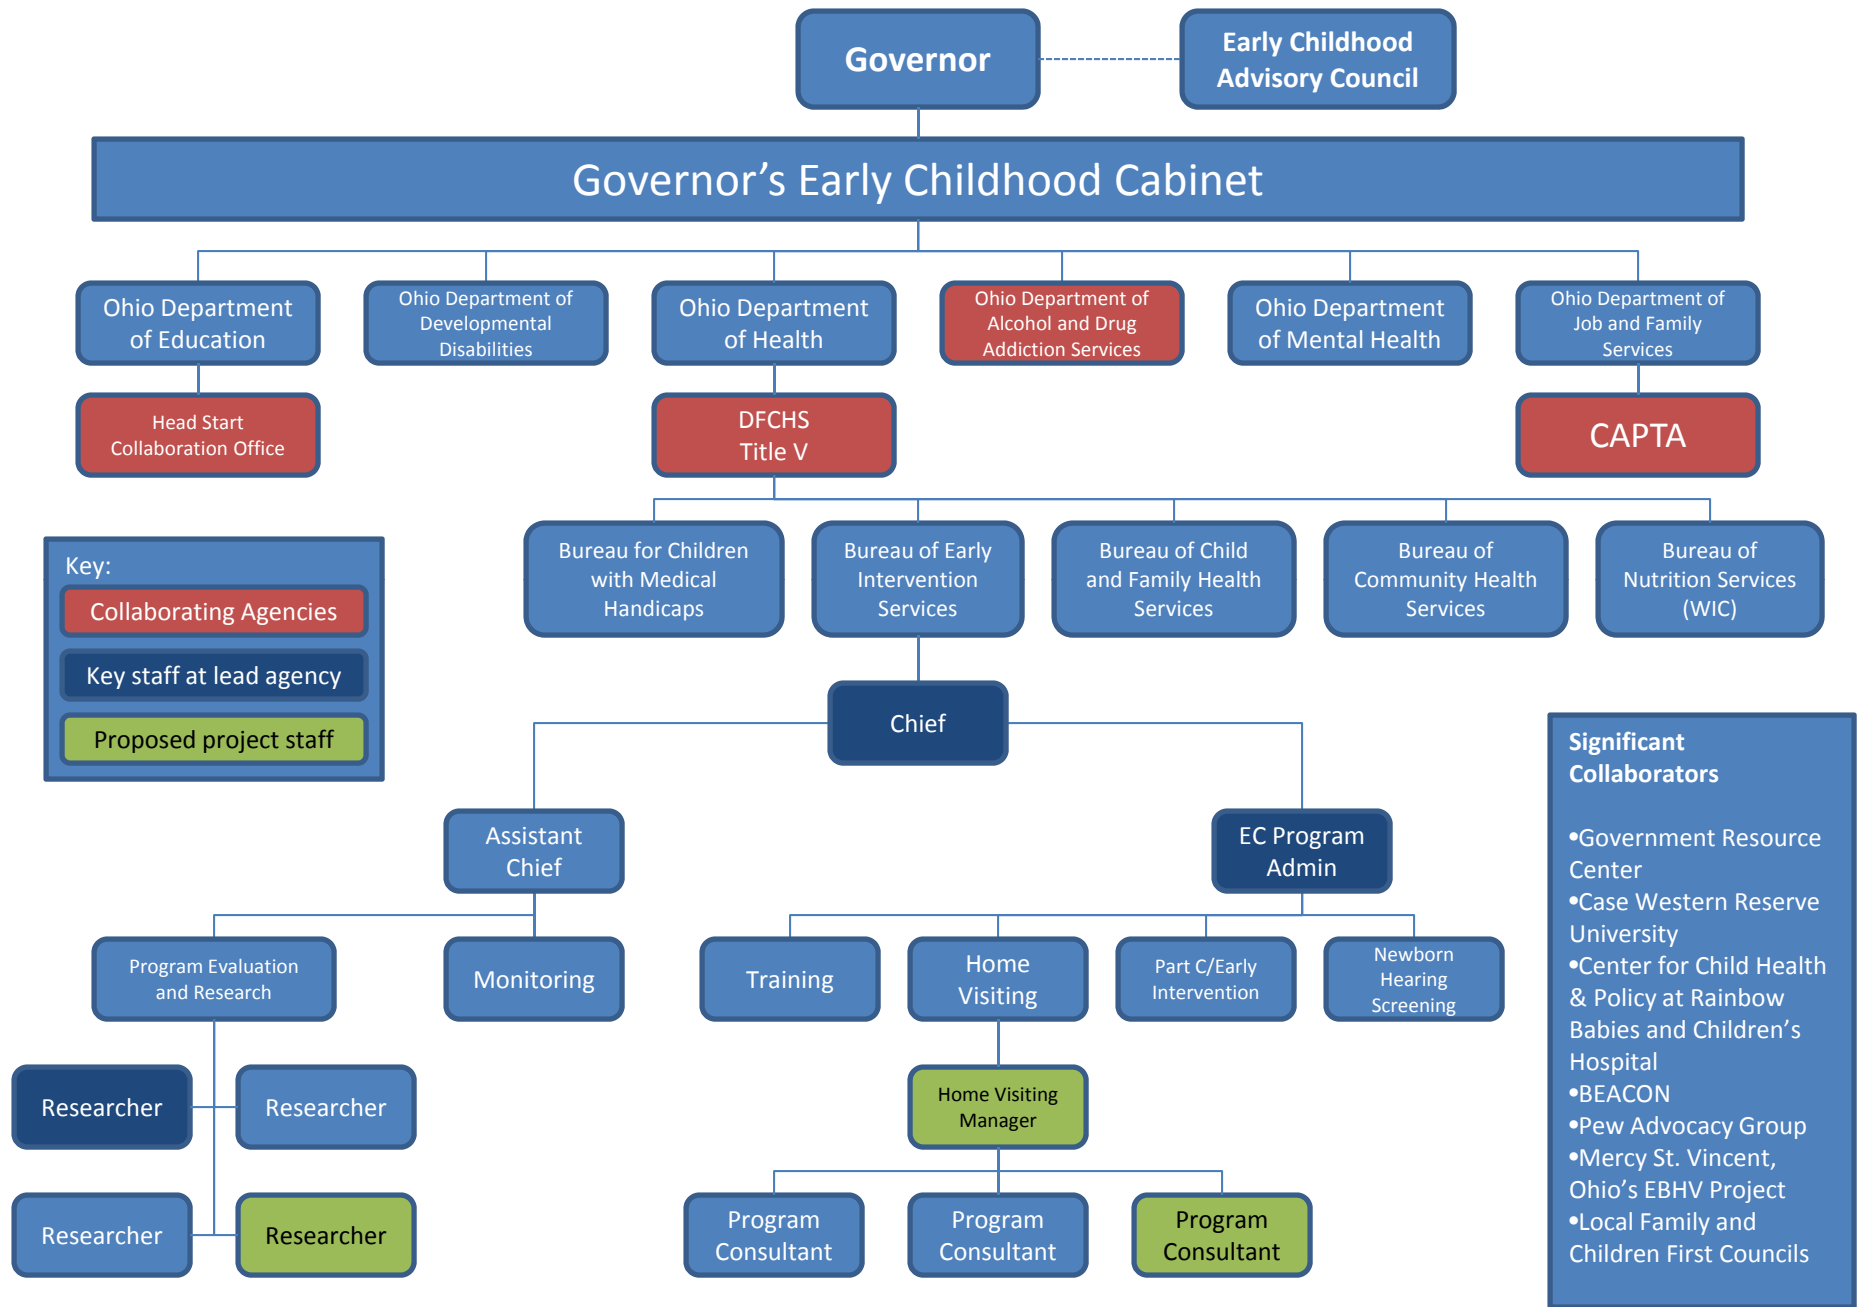 Governor
Early Childhood
Advisory Council
Governor’s Early Childhood Cabinet
Ohio Department
of Education
Ohio Department of
Developmental
Disabilities
Ohio Department
of Health
Ohio Department of
Alcohol and Drug
Addiction Services
Ohio Department
of Mental Health
Ohio Department of
Job and Family
Services
Head Start
Collaboration Office
DFCHS
Title V
CAPTA
Bureau for Children
with Medical
Handicaps
Bureau of Early
Intervention
Services
Bureau of Child
and Family Health
Services
Bureau of
Community Health
Services
Bureau of
Nutrition Services
(WIC)
Key:
Collaborating Agencies
Key staff at lead agency
Proposed project staff
Chief
Assistant
Chief
EC Program
Admin
Program Evaluation
and Research
Monitoring
Training
Home
Visiting
Part C/Early
Intervention
Newborn
Hearing
Screening
Researcher
Researcher
Home Visiting
Manager
Researcher
Researcher
Program
Consultant
Program
Consultant
Program
Consultant
Significant
Collaborators
•Government Resource
Center
•Case Western Reserve
University
•Center for Child Health
& Policy at Rainbow
Babies and Children’s
Hospital
•BEACON
•Pew Advocacy Group
•Mercy St. Vincent,
Ohio’s EBHV Project
•Local Family and
Children First Councils